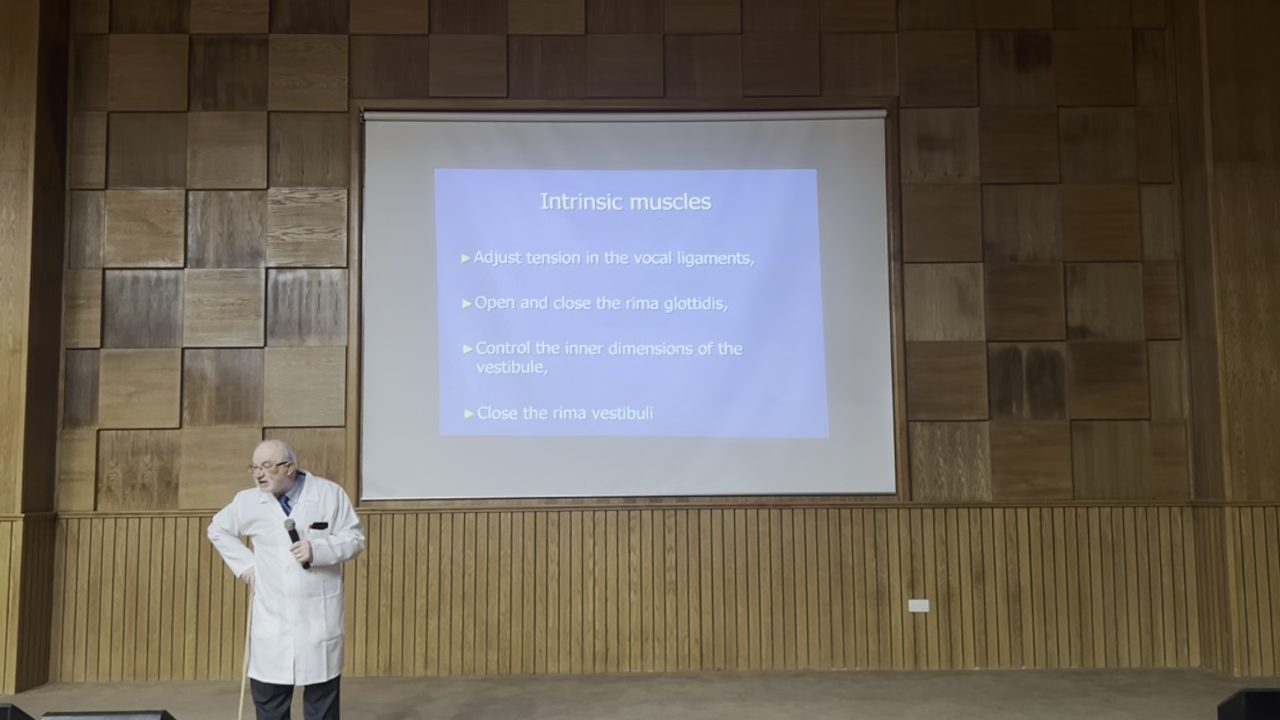 Intrinsic muscles
►Adjust tension in the vocal ligaments,
►Open and close the rima glottidis,
►Control the inner dimensions of the
vestibule,
►Close the rima vestibuli